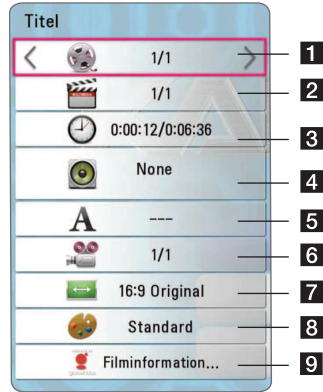 Titel
1/1 1
1/1 2
0:00:12/0:06:36 3
None 4
A --- 5
1/1 6
16:9 Original 7
Standard 8
Filminformation... 9